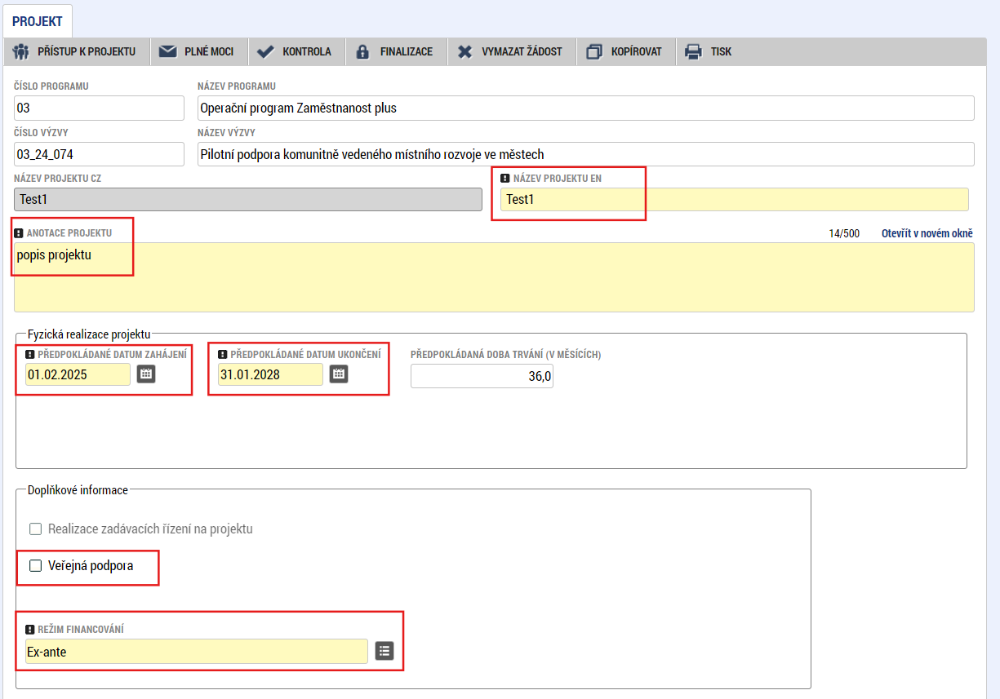 PROJEKT
PŘÍSTUP K PROJEKTU PLNÉ MOCI KONTROLA FINALIZACE VYMAZAT ŽÁDOST KOPÍROVAT TISK
ČÍSLO PROGRAMU NÁZEV PROGRAMU
03 Operační program Zaměstnanost plus
ČÍSLO VÝZVY NÁZEV VÝZVY
03_24_074 Pilotní podpora komunitně vedeného místního rozvoje ve městech
NÁZEV PROJEKTU CZ NÁZEV PROJEKTU EN
Test1 Test1
ANOTACE PROJEKTU 14/500 Otevřít v novém okně
popis projektu
Fyzická realizace projektu
PŘEDPOKLÁDANÉ DATUM ZAHÁJENÍ PŘEDPOKLÁDANÉ DATUM UKONČENÍ PŘEDPOKLÁDANÁ DOBA TRVÁNÍ (V MĚSÍCÍCH)
01.02.2025 31.01.2028 36,0
Doplňkové informace
Realizace zadávacích řízení na projektu
Veřejná podpora
REŽIM FINANCOVÁNÍ
Ex-ante